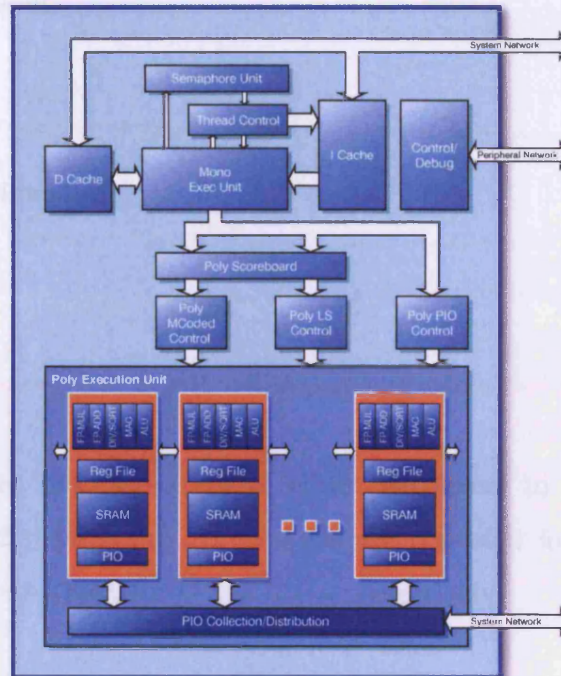 System Network
Semaphore Unit
Thread Control
D Cache
Mono
Exec Unit
I Cache
Control/
Debug
Peripheral Network
Poly Scoreboard
Poly
MCoded
Control
Poly LS
Control
Poly PIO
Control
Poly Execution Unit
FP MUL
FP ADD
DIV/SQRT
MAC
ALU
FP MUL
FP ADD
DIV/SQRT
MAC
ALU
FP MUL
FP ADD
DIV/SQRT
MAC
ALU
Reg File
Reg File
Reg File
SRAM
SRAM
SRAM
PIO
PIO
PIO
PIO Collection/Distribution
System Network